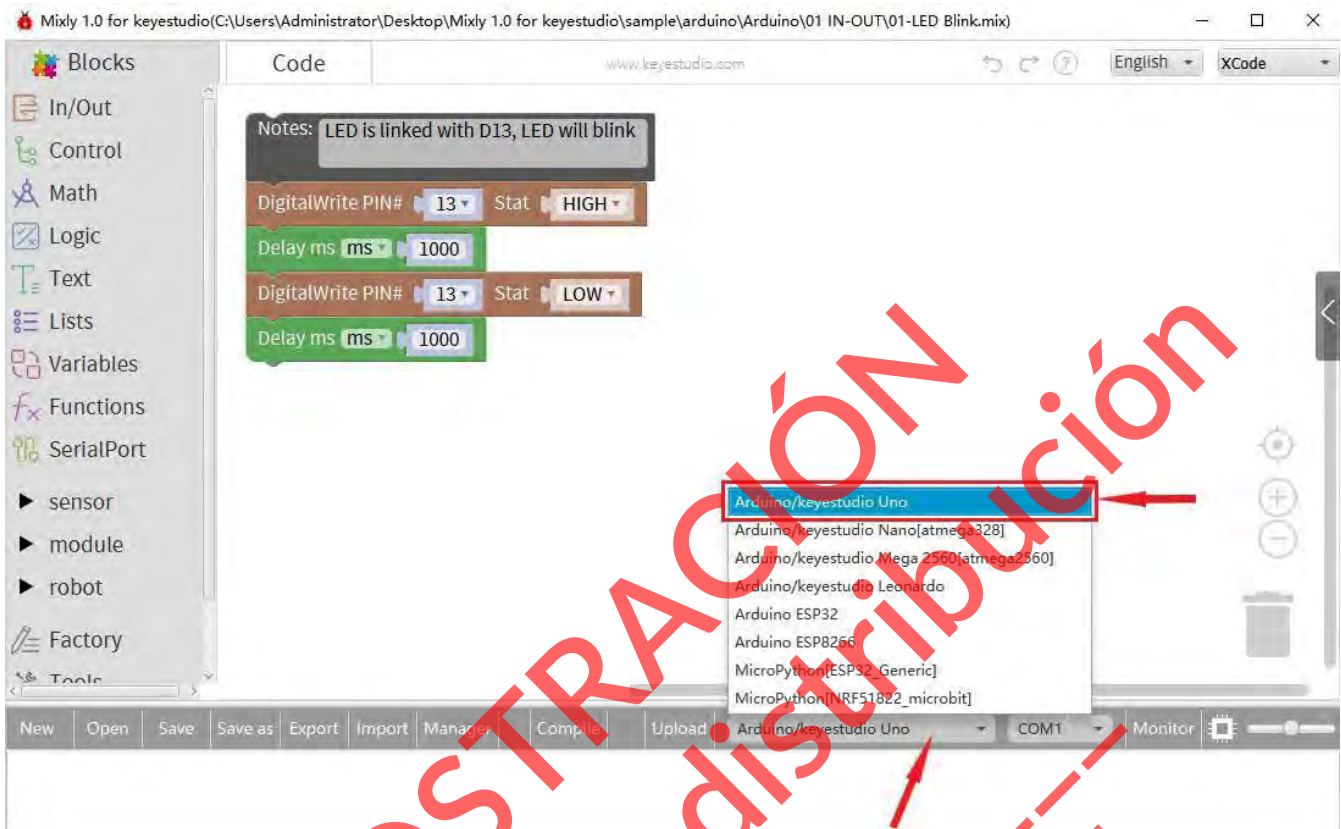 Mixly 1.0 for keyestudio(C:\Users\Administrator\Desktop\Mixly 1.0 for keyestudio\sample\arduino\Arduino\01 IN-OUT\01-LED Blink.mix)
Blocks
Code
www.keyestudio.com
English
XCode
In/Out
Control
Math
Logic
Text
Lists
Variables
Functions
SerialPort
sensor
module
robot
Factory
Tools
Notes: LED is linked with D13, LED will blink
DigitalWrite PIN# 13 Stat HIGH
Delay ms ms 1000
DigitalWrite PIN# 13 Stat LOW
Delay ms ms 1000
Arduino/keyestudio Uno
Arduino/keyestudio Nano[atmega328]
Arduino/keyestudio Mega 2560[atmega2560]
Arduino/keyestudio Leonardo
Arduino ESP32
Arduino ESP8266
MicroPython[ESP32_Generic]
MicroPython[NRF51822_microbit]
New Open Save Save as Export Import Manager Compile Upload Arduino/keyestudio Uno COM1 Monitor
OSTRACIÓN
distribución